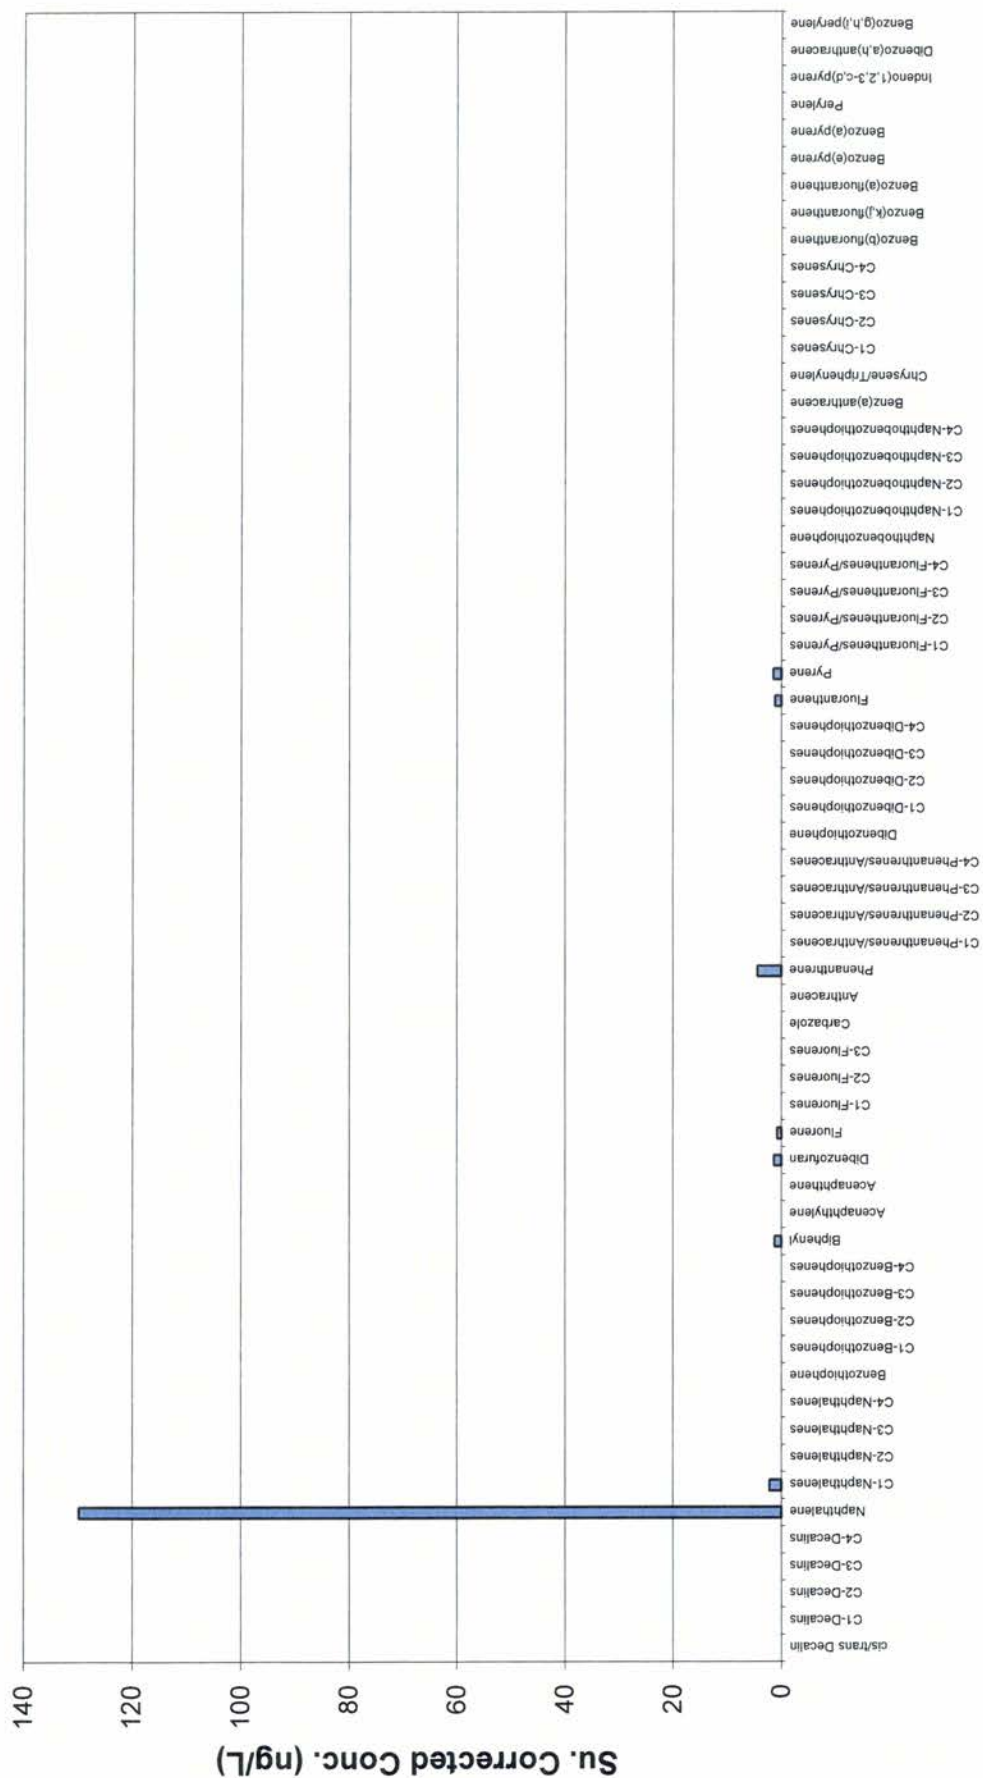 Su. Corrected Conc. (ng/L)
140
120
100
80
60
40
20
0
cis/trans Decalin
C1-Decalins
C2-Decalins
C3-Decalins
C4-Decalins
Naphthalene
C1-Naphthalenes
C2-Naphthalenes
C3-Naphthalenes
C4-Naphthalenes
Benzothiophene
C1-Benzothiophenes
C2-Benzothiophenes
C3-Benzothiophenes
C4-Benzothiophenes
Biphenyl
Acenaphthylene
Acenaphthene
Dibenzofuran
Fluorene
C1-Fluorenes
C2-Fluorenes
C3-Fluorenes
Carbazole
Anthracene
Phenanthrene
C1-Phenanthrenes/Anthracenes
C2-Phenanthrenes/Anthracenes
C3-Phenanthrenes/Anthracenes
C4-Phenanthrenes/Anthracenes
Dibenzothiophene
C1-Dibenzothiophenes
C2-Dibenzothiophenes
C3-Dibenzothiophenes
C4-Dibenzothiophenes
Fluoranthene
Pyrene
C1-Fluoranthenes/Pyrenes
C2-Fluoranthenes/Pyrenes
C3-Fluoranthenes/Pyrenes
C4-Fluoranthenes/Pyrenes
Naphthobenzothiophene
C1-Naphthobenzothiophenes
C2-Naphthobenzothiophenes
C3-Naphthobenzothiophenes
C4-Naphthobenzothiophenes
Benz(a)anthracene
Chrysene/Triphenylene
C1-Chrysenes
C2-Chrysenes
C3-Chrysenes
C4-Chrysenes
Benzo(b)fluoranthene
Benzo(k,j)fluoranthene
Benzo(a)fluoranthene
Benzo(e)pyrene
Benzo(a)pyrene
Perylene
Indeno(1,2,3-c,d)pyrene
Dibenzo(a,h)anthracene
Benzo(g,h,i)perylene